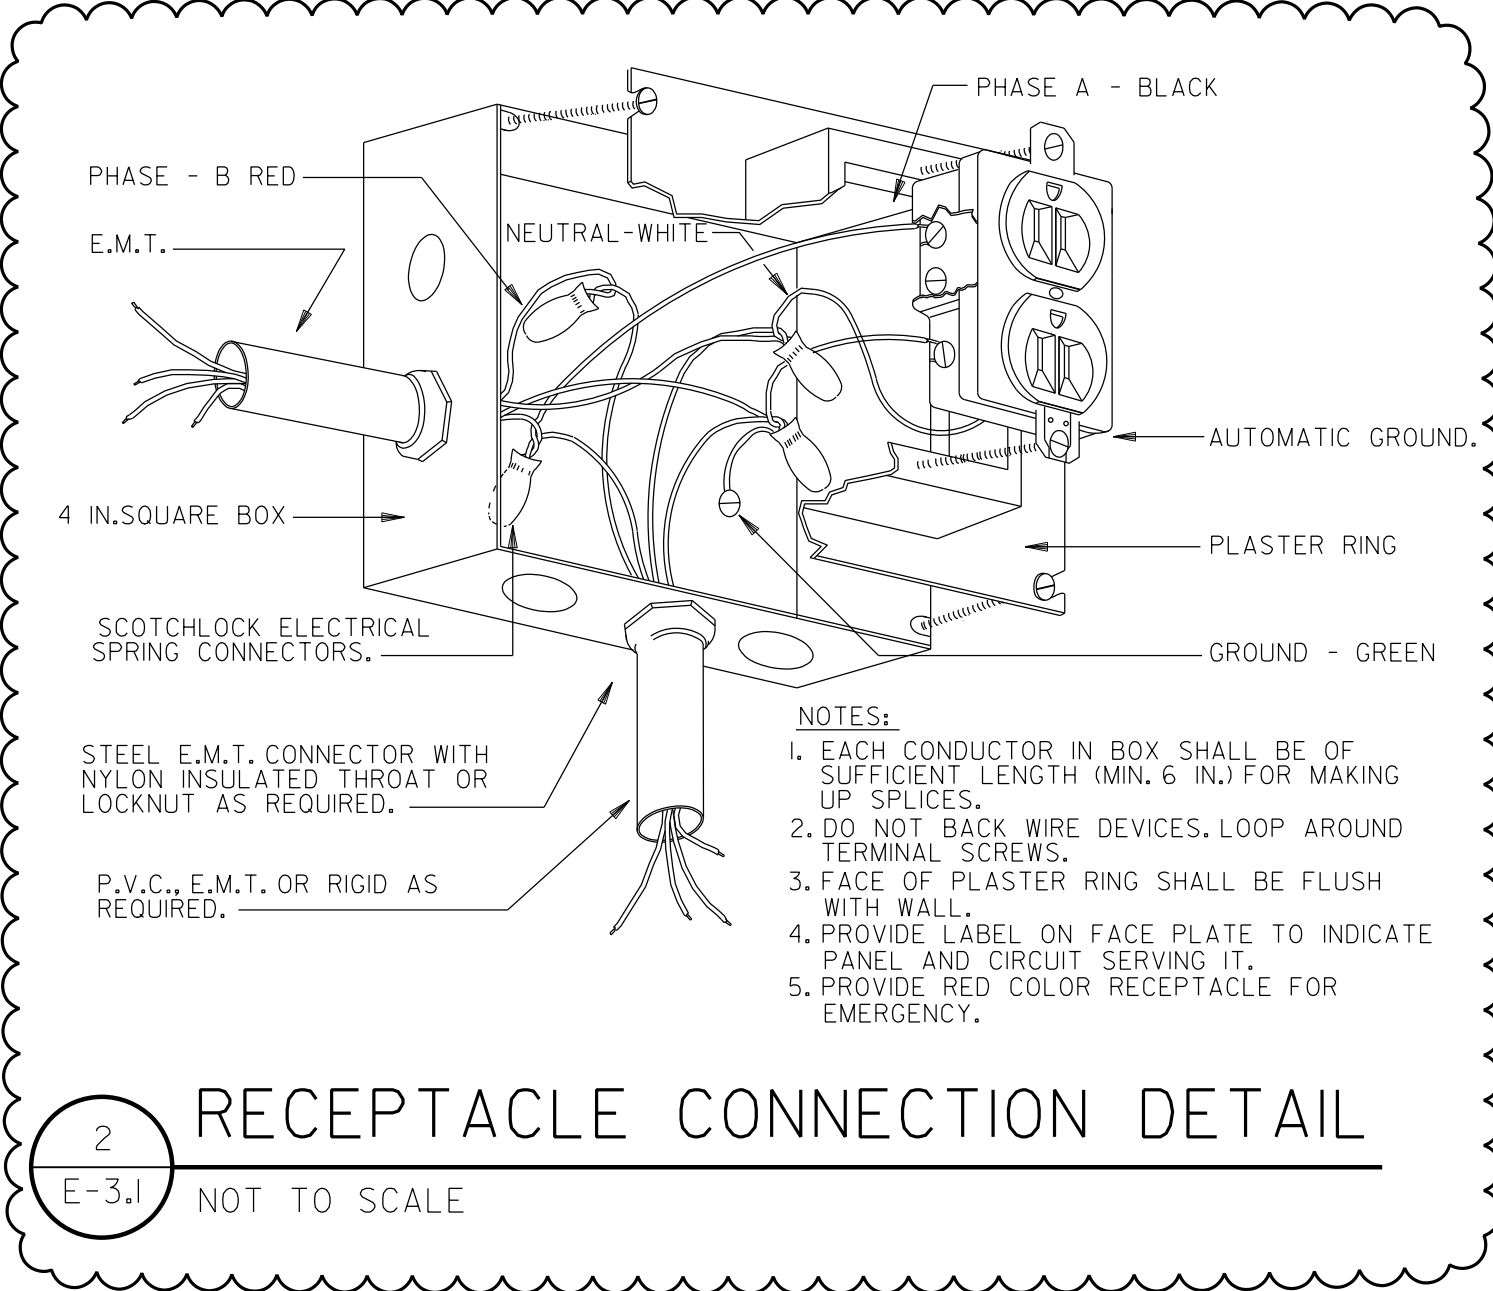 PHASE A - BLACK
PHASE - B RED
E.M.T.
NEUTRAL-WHITE
AUTOMATIC GROUND.
4 IN.SQUARE BOX
PLASTER RING
SCOTCHLOCK ELECTRICAL
SPRING CONNECTORS.
GROUND - GREEN
STEEL E.M.T. CONNECTOR WITH
NYLON INSULATED THROAT OR
LOCKNUT AS REQUIRED.
P.V.C., E.M.T. OR RIGID AS
REQUIRED.
NOTES:
1. EACH CONDUCTOR IN BOX SHALL BE OF
SUFFICIENT LENGTH (MIN. 6 IN.) FOR MAKING
UP SPLICES.
2. DO NOT BACK WIRE DEVICES. LOOP AROUND
TERMINAL SCREWS.
3. FACE OF PLASTER RING SHALL BE FLUSH
WITH WALL.
4. PROVIDE LABEL ON FACE PLATE TO INDICATE
PANEL AND CIRCUIT SERVING IT.
5. PROVIDE RED COLOR RECEPTACLE FOR
EMERGENCY.
RECEPTACLE CONNECTION DETAIL
2
E-3.1
NOT TO SCALE